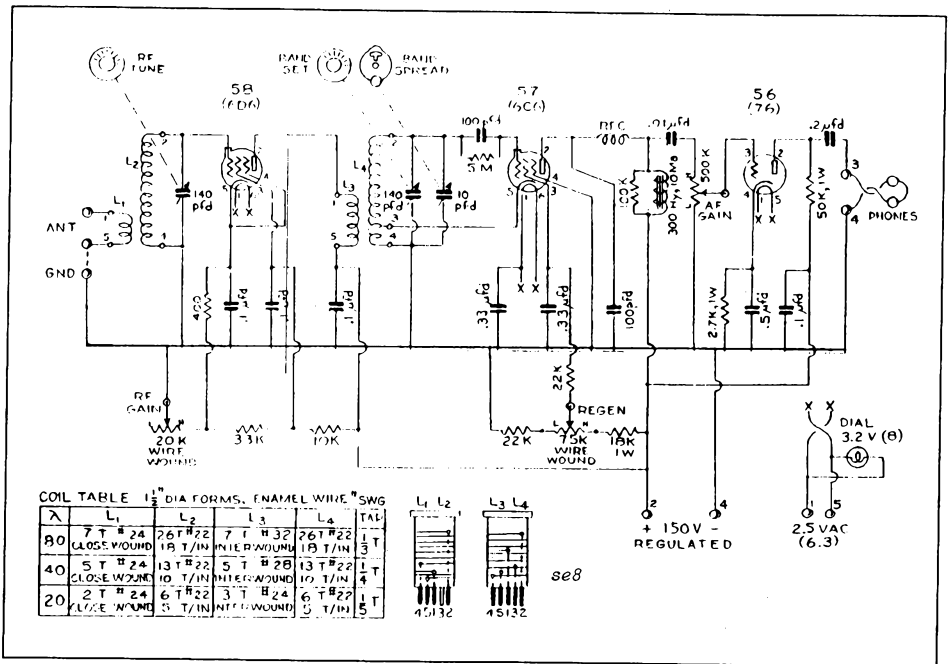 RF TUNE
BAND SET
BAND SPREAD
58
(6D6)
57
(6C6)
56
(76)
100 pfd
5 M
RFC
.01 µfd
.2 µfd
L1
L2
L3
L4
140 pfd
140 pfd
10 pfd
100K
300 Hy, 10Ma
500 K
AF GAIN
50K, 1W
PHONES
ANT
GND
400
.1 µfd
.1 µfd
.1
.33 µfd
.33 µfd
100pfd
2.7K, 1W
.5 µfd
.1 µfd
22K
RF GAIN
20K
WIRE WOUND
33K
10K
22K
REGEN
75K
WIRE WOUND
18K
1W
X X
DIAL
3.2 V (8)
2
4
+ 150V -
REGULATED
1
5
2.5 VAC
(6.3)
COIL TABLE 1½" DIA FORMS, ENAMEL WIRE # SWG
λ L1 L2 L3 L4 TAP
80 7 T #24 CLOSE WOUND 26 T #22 18 T/IN 7 T #32 INTERWOUND 26 T #22 18 T/IN 1/3 T
40 5 T #24 CLOSE WOUND 13 T #22 10 T/IN 5 T #28 INTERWOUND 13 T #22 10 T/IN 1/4 T
20 2 T #24 CLOSE WOUND 6 T #22 5 T/IN 3 T #24 INTERWOUND 6 T #22 5 T/IN 1/5 T
L1 L2
45132
L3 L4
45132
se8